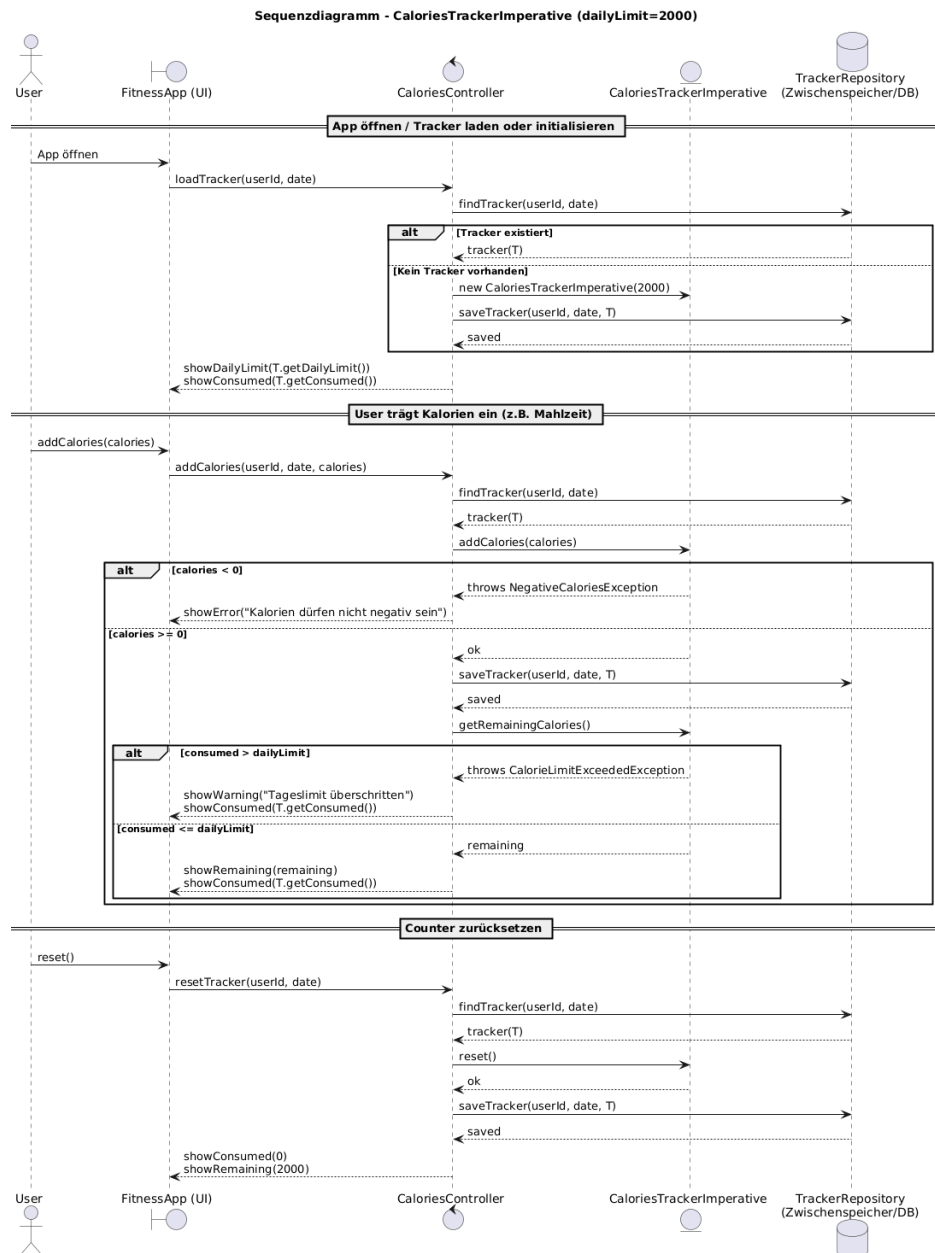 Sequenzdiagramm - CaloriesTrackerImperative (dailyLimit=2000)
User
FitnessApp (UI)
CaloriesController
CaloriesTrackerImperative
TrackerRepository
(Zwischenspeicher/DB)
App öffnen / Tracker laden oder initialisieren
App öffnen
loadTracker(userId, date)
findTracker(userId, date)
alt
[Tracker existiert]
tracker(T)
[Kein Tracker vorhanden]
new CaloriesTrackerImperative(2000)
saveTracker(userId, date, T)
saved
showDailyLimit(T.getDailyLimit())
showConsumed(T.getConsumed())
User trägt Kalorien ein (z.B. Mahlzeit)
addCalories(calories)
addCalories(userId, date, calories)
findTracker(userId, date)
tracker(T)
addCalories(calories)
alt
[calories < 0]
throws NegativeCaloriesException
showError("Kalorien dürfen nicht negativ sein")
[calories >= 0]
ok
saveTracker(userId, date, T)
saved
getRemainingCalories()
alt
[consumed > dailyLimit]
throws CalorieLimitExceededException
showWarning("Tageslimit überschritten")
showConsumed(T.getConsumed())
[consumed <= dailyLimit]
remaining
showRemaining(remaining)
showConsumed(T.getConsumed())
Counter zurücksetzen
reset()
resetTracker(userId, date)
findTracker(userId, date)
tracker(T)
reset()
ok
saveTracker(userId, date, T)
saved
showConsumed(0)
showRemaining(2000)
User
FitnessApp (UI)
CaloriesController
CaloriesTrackerImperative
TrackerRepository
(Zwischenspeicher/DB)